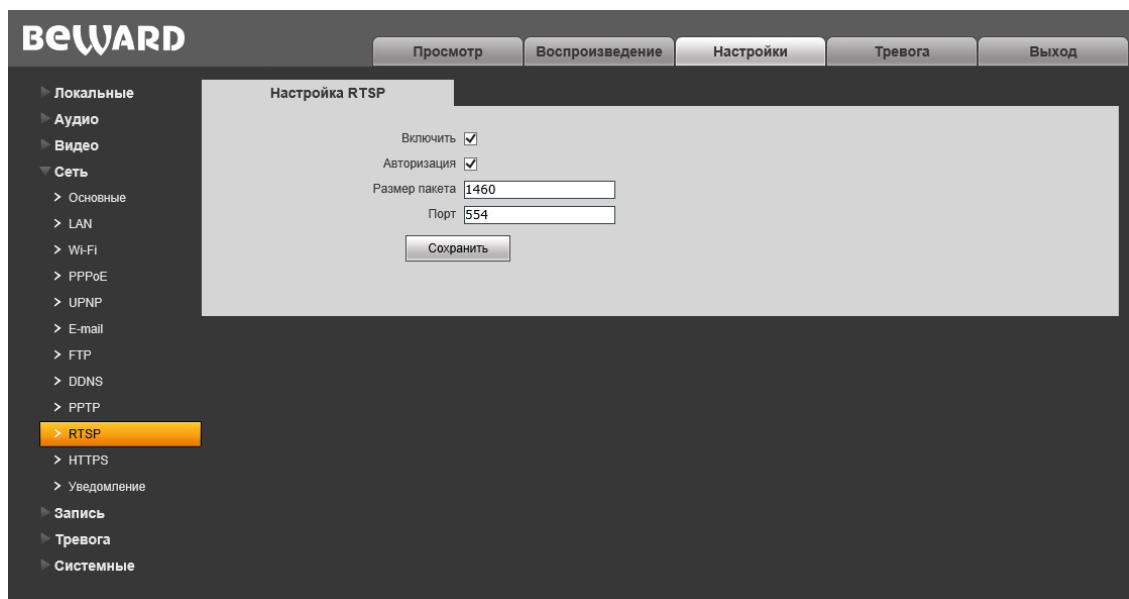 BEWARD
Просмотр
Воспроизведение
Настройки
Тревога
Выход
Локальные
Аудио
Видео
Сеть
> Основные
> LAN
> Wi-Fi
> PPPoE
> UPNP
> E-mail
> FTP
> DDNS
> PPTP
> RTSP
> HTTPS
> Уведомление
Запись
Тревога
Системные
Настройка RTSP
Включить
Авторизация
Размер пакета 1460
Порт 554
Сохранить